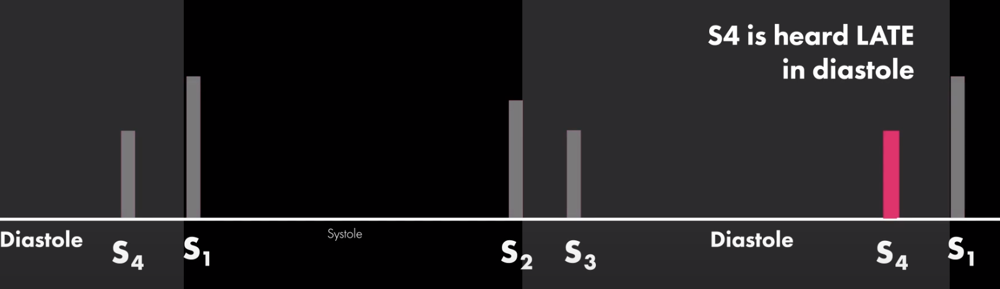 S4 is heard LATE
in diastole
Diastole
S₄
S₁
Systole
S₂
S₃
Diastole
S₄
S₁